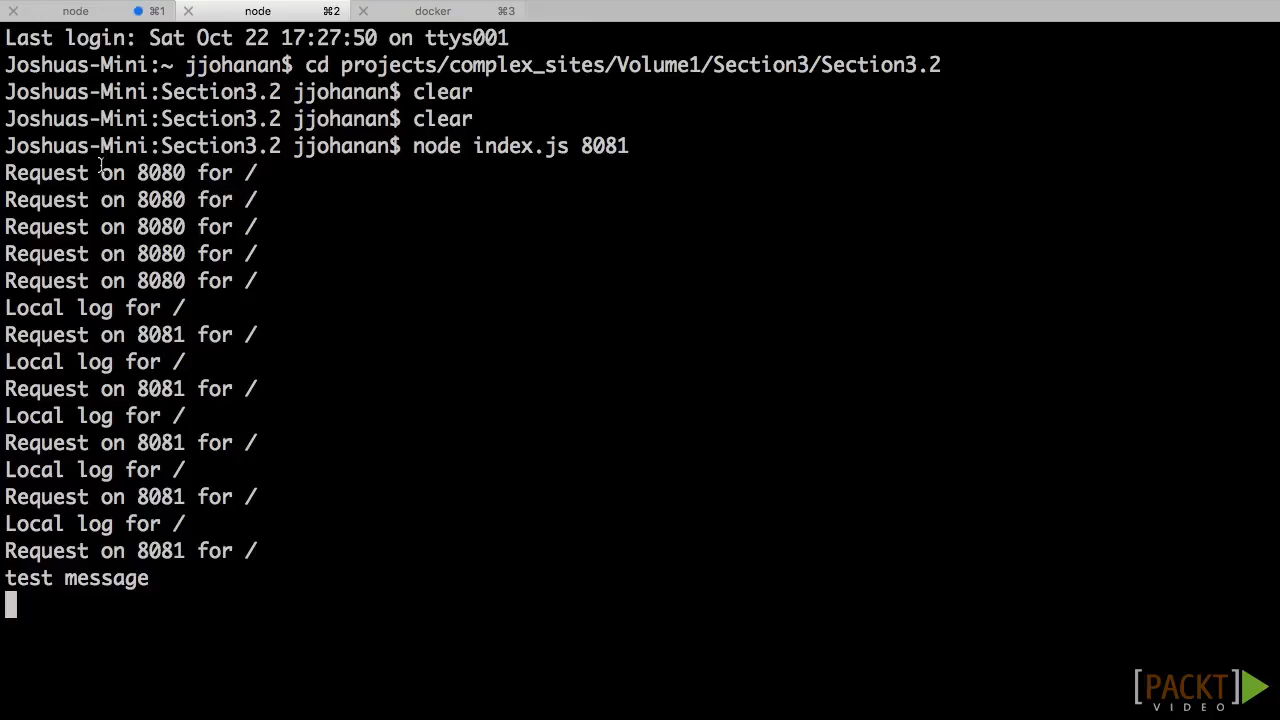 node ⌘1 node ⌘2 docker ⌘3
Last login: Sat Oct 22 17:27:50 on ttys001
Joshuas-Mini:~ jjohanan$ cd projects/complex_sites/Volume1/Section3/Section3.2
Joshuas-Mini:Section3.2 jjohanan$ clear
Joshuas-Mini:Section3.2 jjohanan$ clear
Joshuas-Mini:Section3.2 jjohanan$ node index.js 8081
Request on 8080 for /
Request on 8080 for /
Request on 8080 for /
Request on 8080 for /
Request on 8080 for /
Local log for /
Request on 8081 for /
Local log for /
Request on 8081 for /
Local log for /
Request on 8081 for /
Local log for /
Request on 8081 for /
Local log for /
Request on 8081 for /
test message
[PACKT]
VIDEO